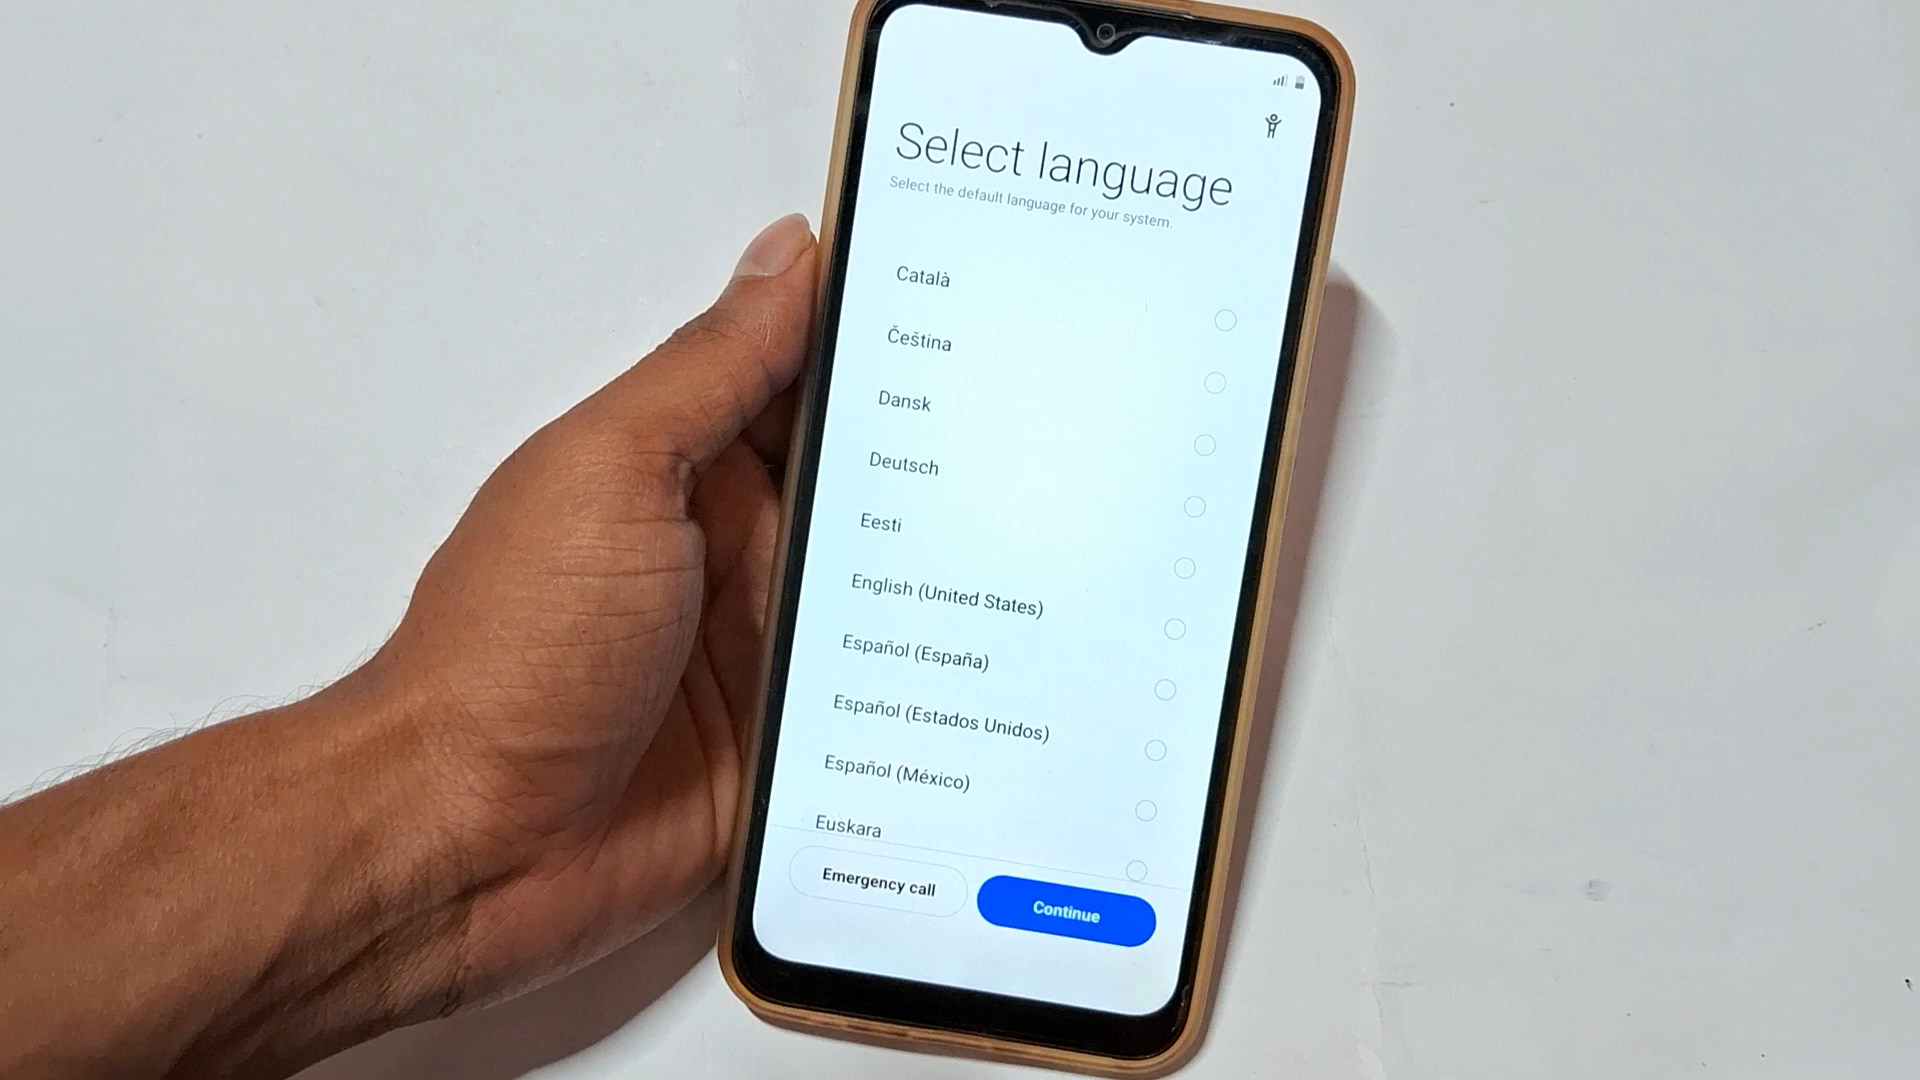 Select language
Select the default language for your system.
Català
Čeština
Dansk
Deutsch
Eesti
English (United States)
Español (España)
Español (Estados Unidos)
Español (México)
Euskara
Emergency call
Continue